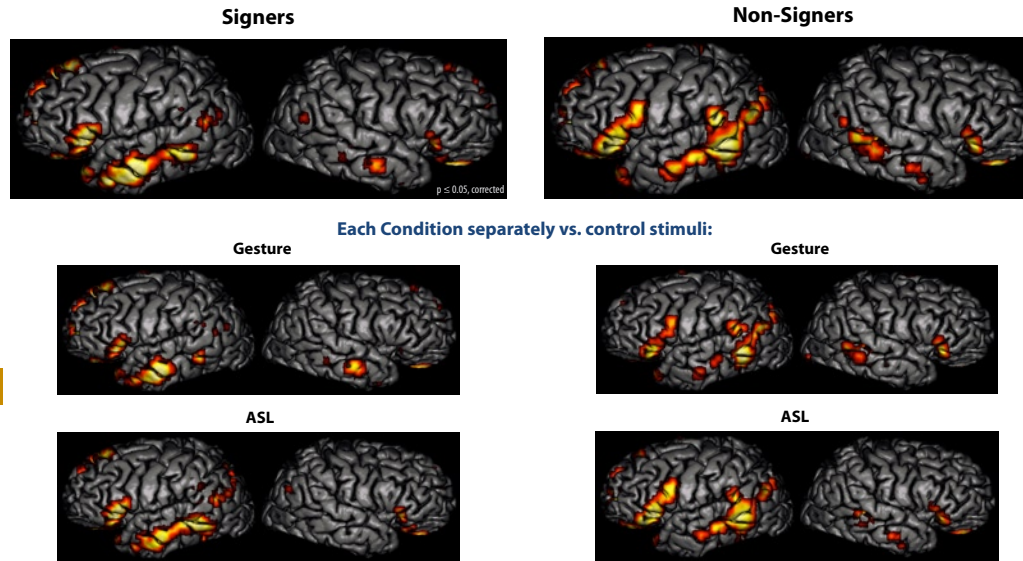 Signers
Non-Signers
p ≤ 0.05, corrected
Each Condition separately vs. control stimuli:
Gesture
Gesture
ASL
ASL